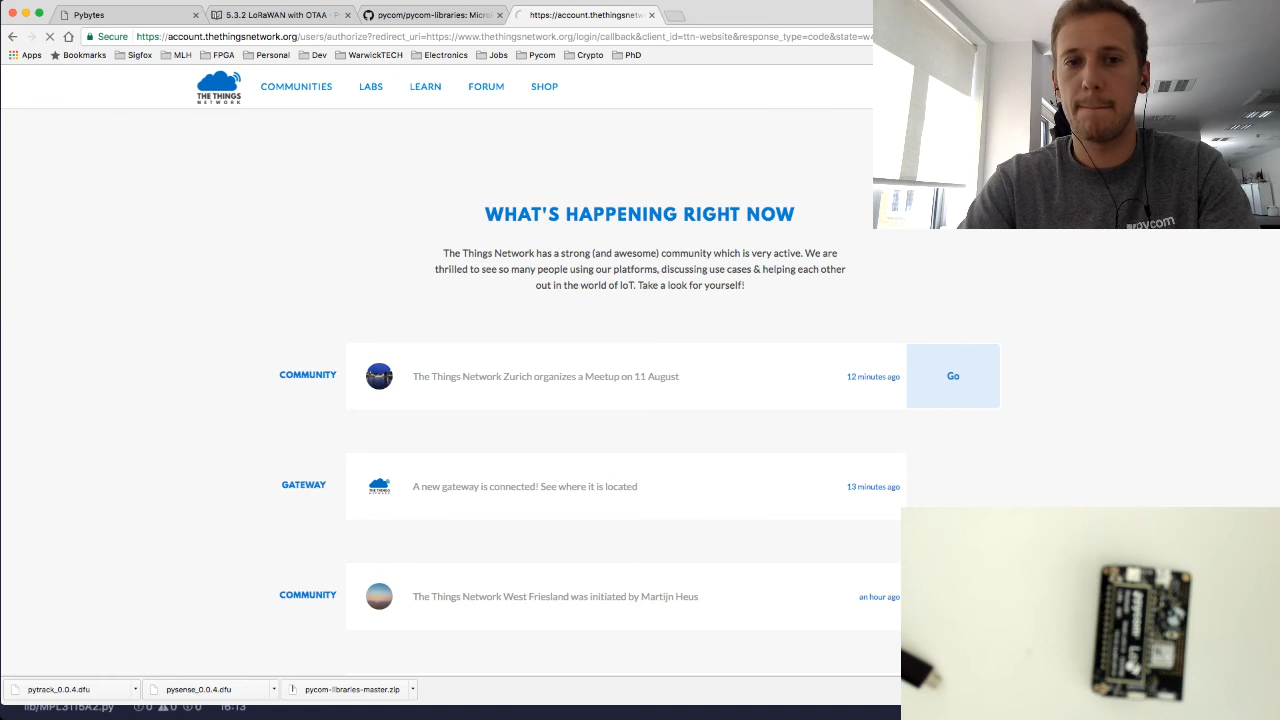 Pybytes
5.3.2 LoRaWAN with OTAA · P
pycom/pycom-libraries: Micro
https://account.thethingsnetw
Secure https://account.thethingsnetwork.org/users/authorize?redirect_uri=https://www.thethingsnetwork.org/login/callback&client_id=ttn-website&response_type=code&state=w
Apps Bookmarks Sigfox MLH FPGA Personal Dev WarwickTECH Electronics Jobs Pycom Crypto PhD
THE THINGS
NETWORK
COMMUNITIES LABS LEARN FORUM SHOP
pycom
WHAT'S HAPPENING RIGHT NOW
The Things Network has a strong (and awesome) community which is very active. We are
thrilled to see so many people using our platforms, discussing use cases & helping each other
out in the world of IoT. Take a look for yourself!
COMMUNITY The Things Network Zurich organizes a Meetup on 11 August 12 minutes ago Go
GATEWAY A new gateway is connected! See where it is located 13 minutes ago
COMMUNITY The Things Network West Friesland was initiated by Martijn Heus an hour ago
pytrack_0.0.4.dfu pysense_0.0.4.dfu pycom-libraries-master.zip
lib/MPL3115A2.py 0 0 0 16:13